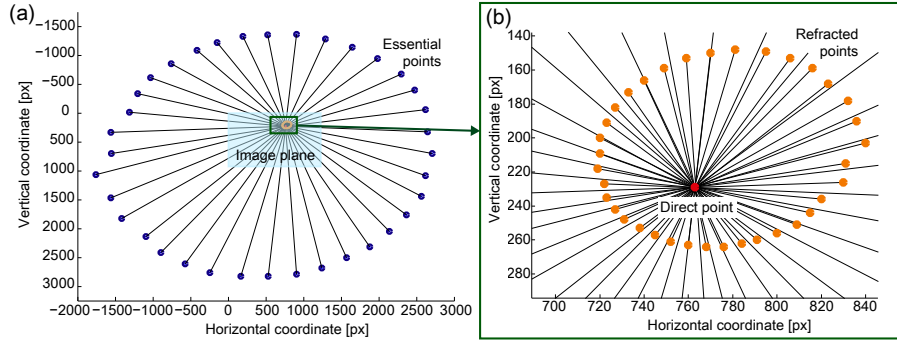 (a)
Essential
points
Image plane
Vertical coordinate [px]
−1500
−1000
−500
0
500
1000
1500
2000
2500
3000
−2000 −1500 −1000 −500 0 500 1000 1500 2000 2500 3000
Horizontal coordinate [px]
(b)
Refracted
points
Direct point
Vertical coordinate [px]
140
160
180
200
220
240
260
280
700 720 740 760 780 800 820 840
Horizontal coordinate [px]